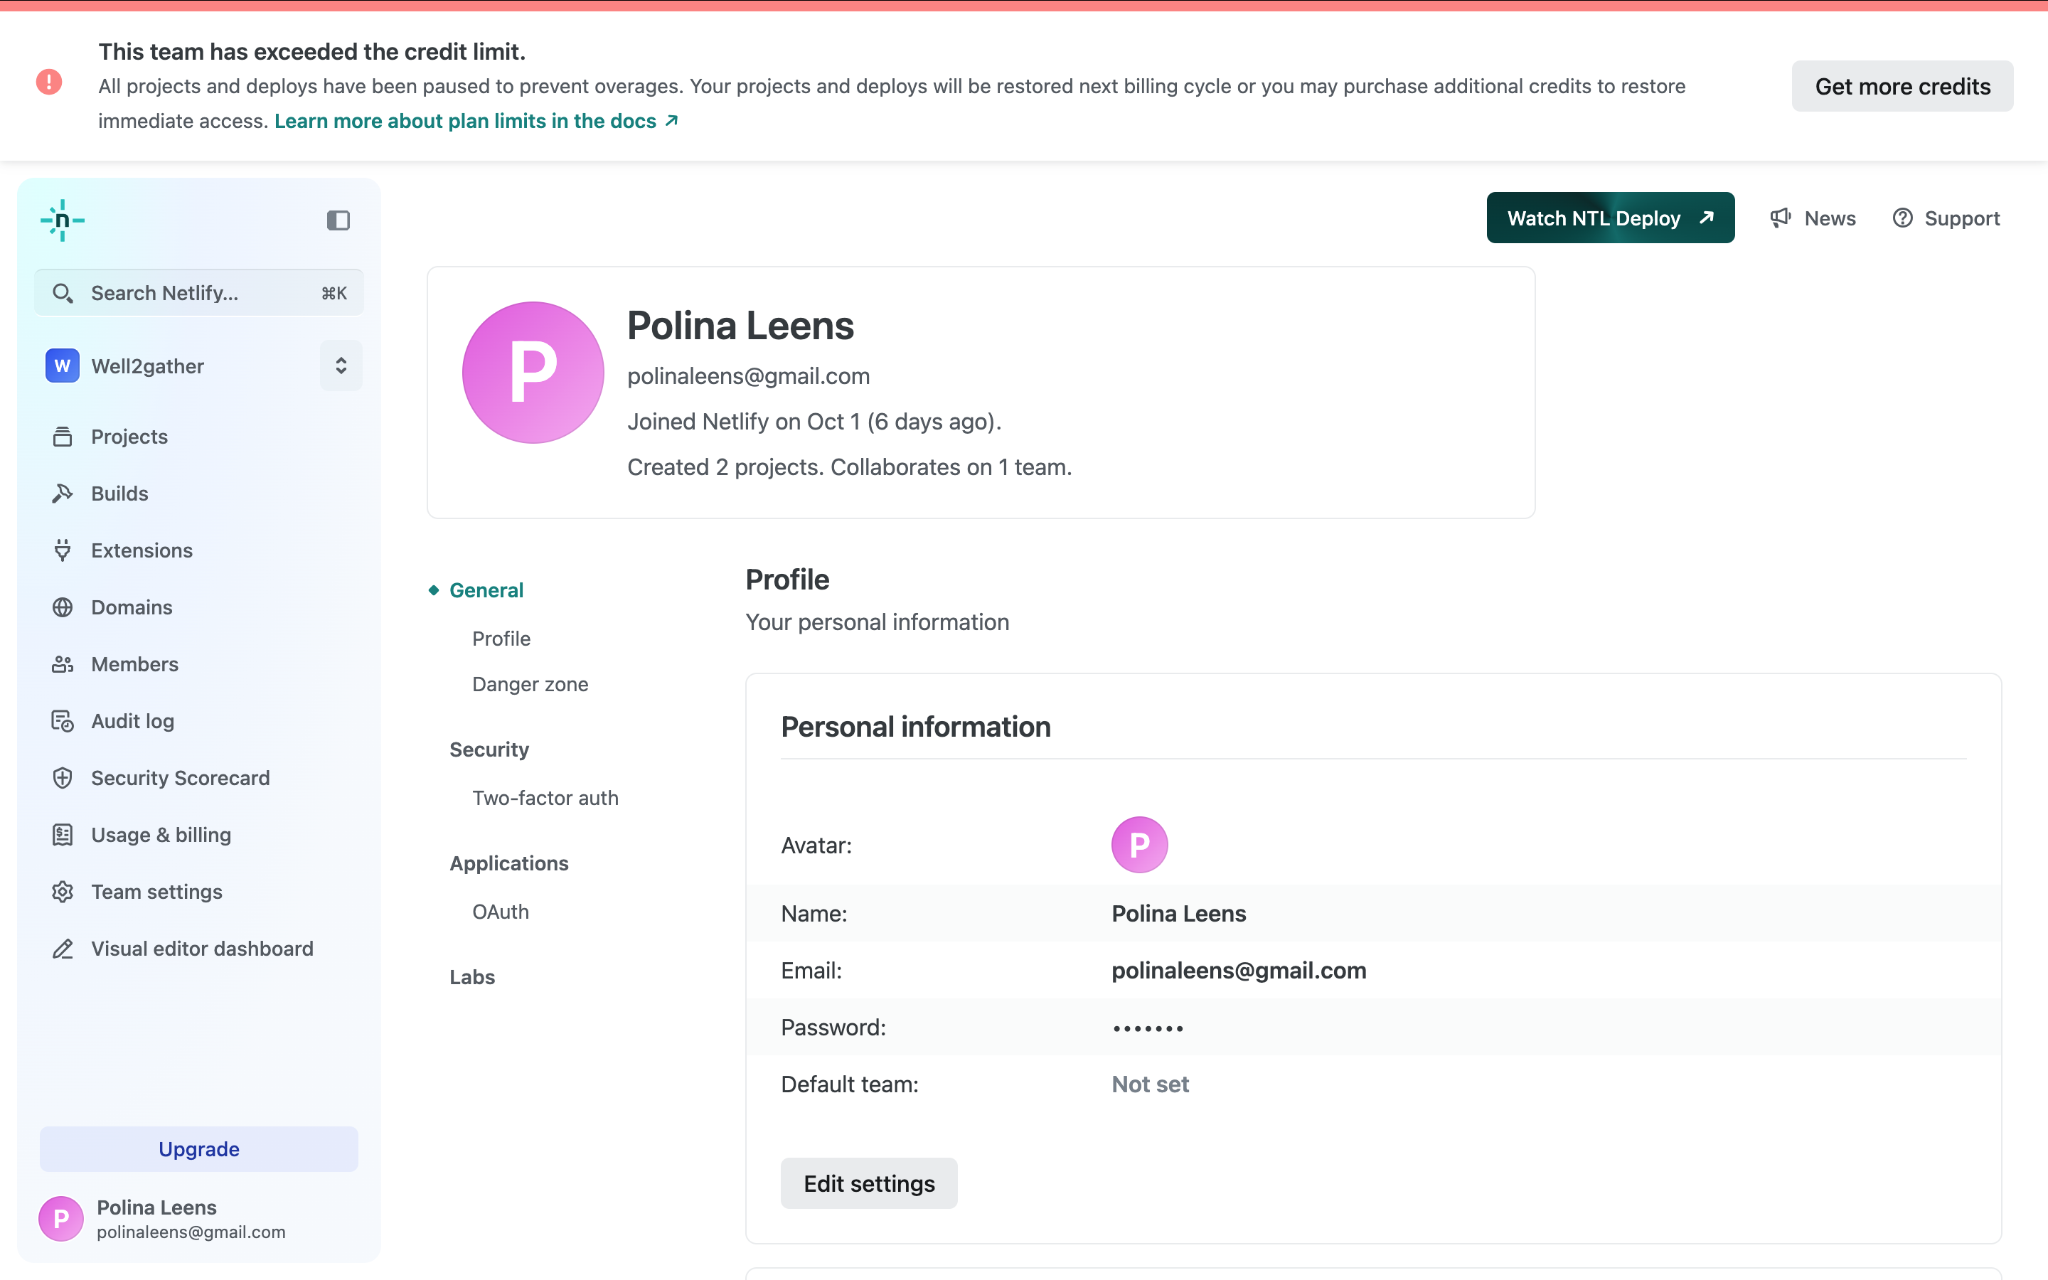 This team has exceeded the credit limit.
All projects and deploys have been paused to prevent overages. Your projects and deploys will be restored next billing cycle or you may purchase additional credits to restore
immediate access. Learn more about plan limits in the docs ↗
Get more credits
n
Search Netlify...
⌘K
W
Well2gather
Projects
Builds
Extensions
Domains
Members
Audit log
Security Scorecard
Usage & billing
Team settings
Visual editor dashboard
Upgrade
P
Polina Leens
polinaleens@gmail.com
Watch NTL Deploy ↗
News
Support
P
Polina Leens
polinaleens@gmail.com
Joined Netlify on Oct 1 (6 days ago).
Created 2 projects. Collaborates on 1 team.
General
Profile
Danger zone
Security
Two-factor auth
Applications
OAuth
Labs
Profile
Your personal information
Personal information
Avatar:
P
Name:
Polina Leens
Email:
polinaleens@gmail.com
Password:
•••••••
Default team:
Not set
Edit settings